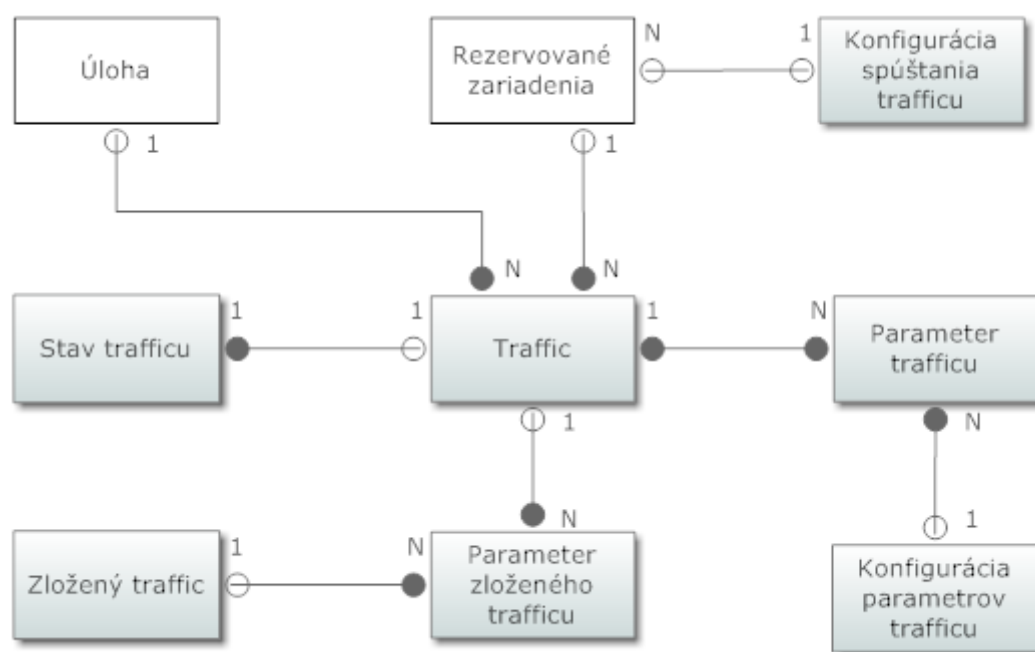 Úloha
1
Rezervované
zariadenia
N
1
Konfigurácia
spúštania
trafficu
1
N
N
Stav trafficu
1
1
Traffic
1
N
Parameter
trafficu
1
N
N
1
Zložený traffic
1
N
Parameter
zloženého
trafficu
Konfigurácia
parametrov
trafficu